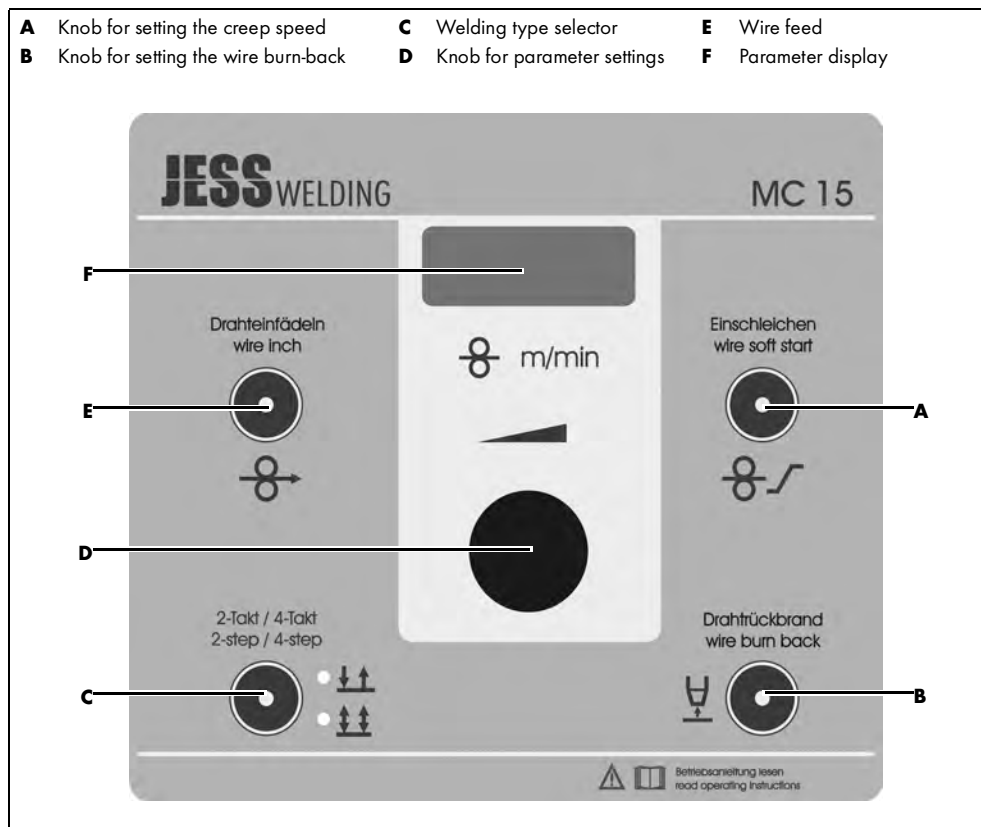 A Knob for setting the creep speed
B Knob for setting the wire burn-back
C Welding type selector
D Knob for parameter settings
E Wire feed
F Parameter display
JESS WELDING
MC 15
F
Drahteinfädeln
wire inch
m/min
Einschleichen
wire soft start
E
A
D
2-Takt / 4-Takt
2-step / 4-step
Drahtrückbrand
wire burn back
C
B
Betriebsanleitung lesen
read operating instructions